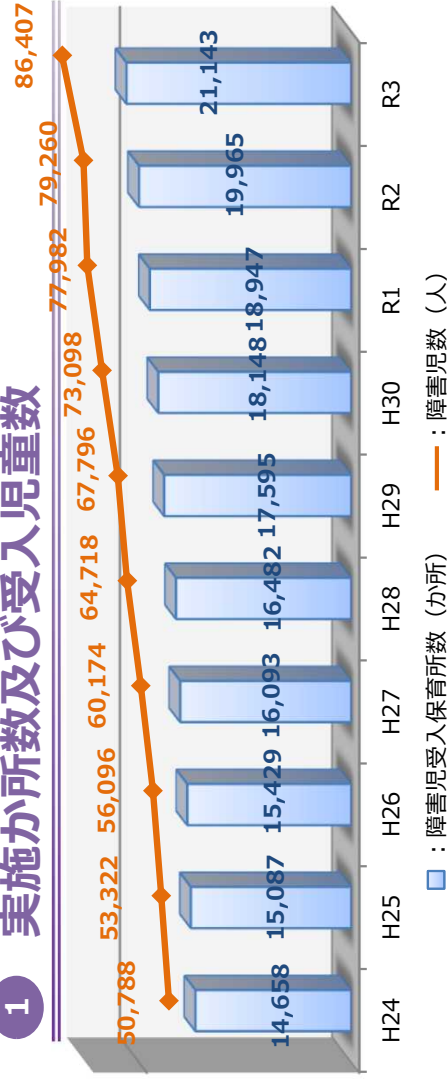 1 実施か所数及び受入児童数
50,788 53,322 56,096 60,174 64,718 67,796 73,098 77,982 79,260 86,407
14,658 15,087 15,429 16,093 16,482 17,595 18,148 18,947 19,965 21,143
H24 H25 H26 H27 H28 H29 H30 R1 R2 R3
：障害児受入保育所数（か所） ：障害児数（人）